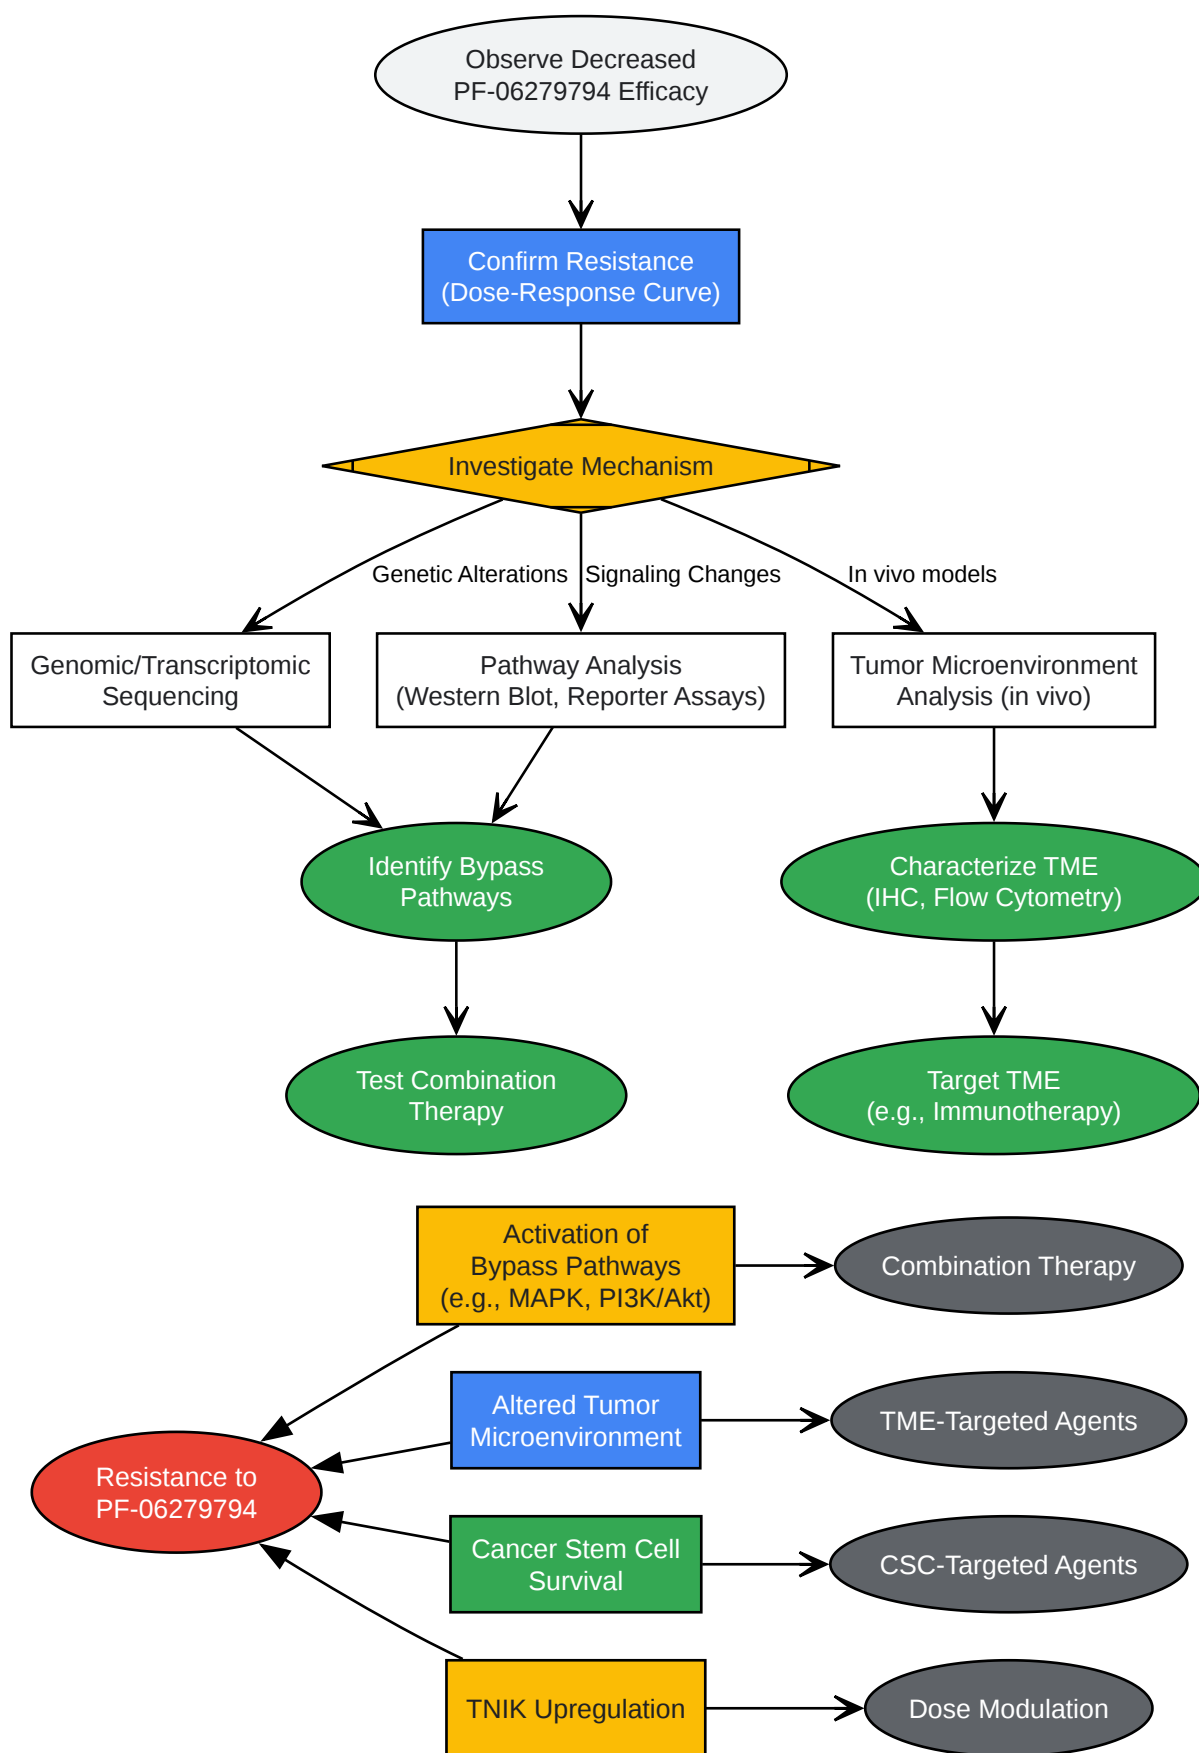 Observe Decreased
PF-06279794 Efficacy
Confirm Resistance
(Dose-Response Curve)
Investigate Mechanism
Genetic Alterations
Signaling Changes
In vivo models
Genomic/Transcriptomic
Sequencing
Pathway Analysis
(Western Blot, Reporter Assays)
Tumor Microenvironment
Analysis (in vivo)
Identify Bypass
Pathways
Characterize TME
(IHC, Flow Cytometry)
Test Combination
Therapy
Target TME
(e.g., Immunotherapy)
Activation of
Bypass Pathways
(e.g., MAPK, PI3K/Akt)
Combination Therapy
Altered Tumor
Microenvironment
TME-Targeted Agents
Resistance to
PF-06279794
Cancer Stem Cell
Survival
CSC-Targeted Agents
TNIK Upregulation
Dose Modulation